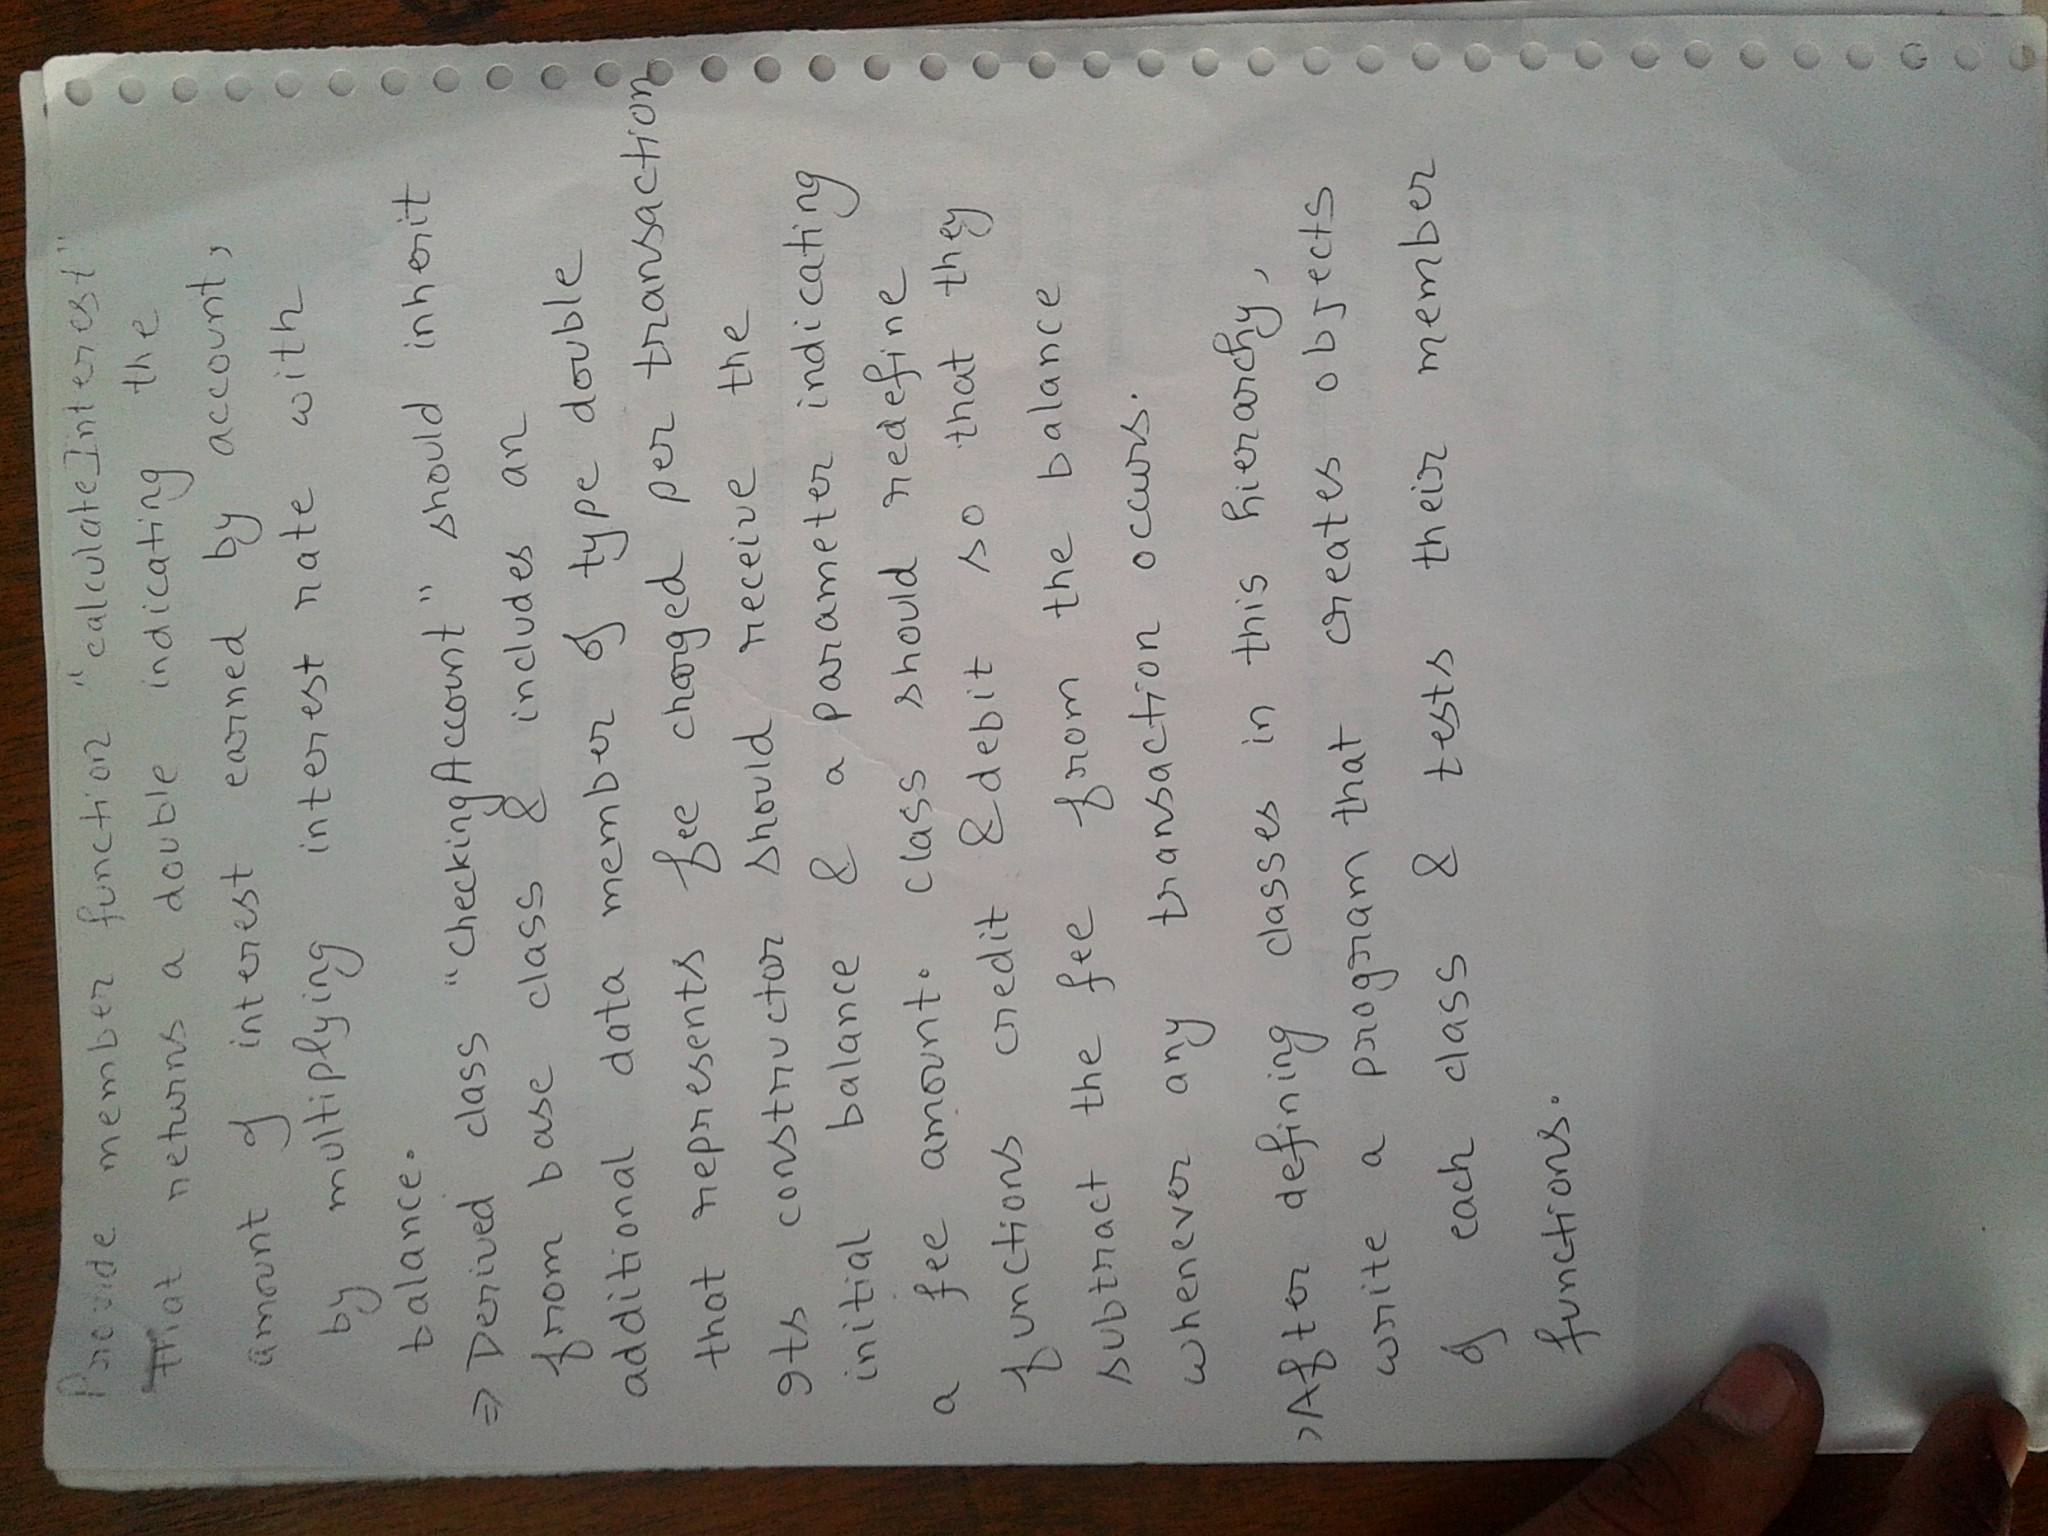 Provide member function "calculateInterest"
that returns a double indicating the
amount of interest earned by account,
by multiplying interest rate with
balance.
⇒ Derived class "CheckingAccount" should inherit
from base class & includes an
additional data member of type double
that represents fee charged per transaction
Its constructor should receive the
initial balance & a parameter indicating
a fee amount. class should redefine
functions credit & debit so that they
subtract the fee from the balance
whenever any transaction occurs.
, After defining classes in this hierarchy,
write a program that creates objects
of each class & tests their member
functions.